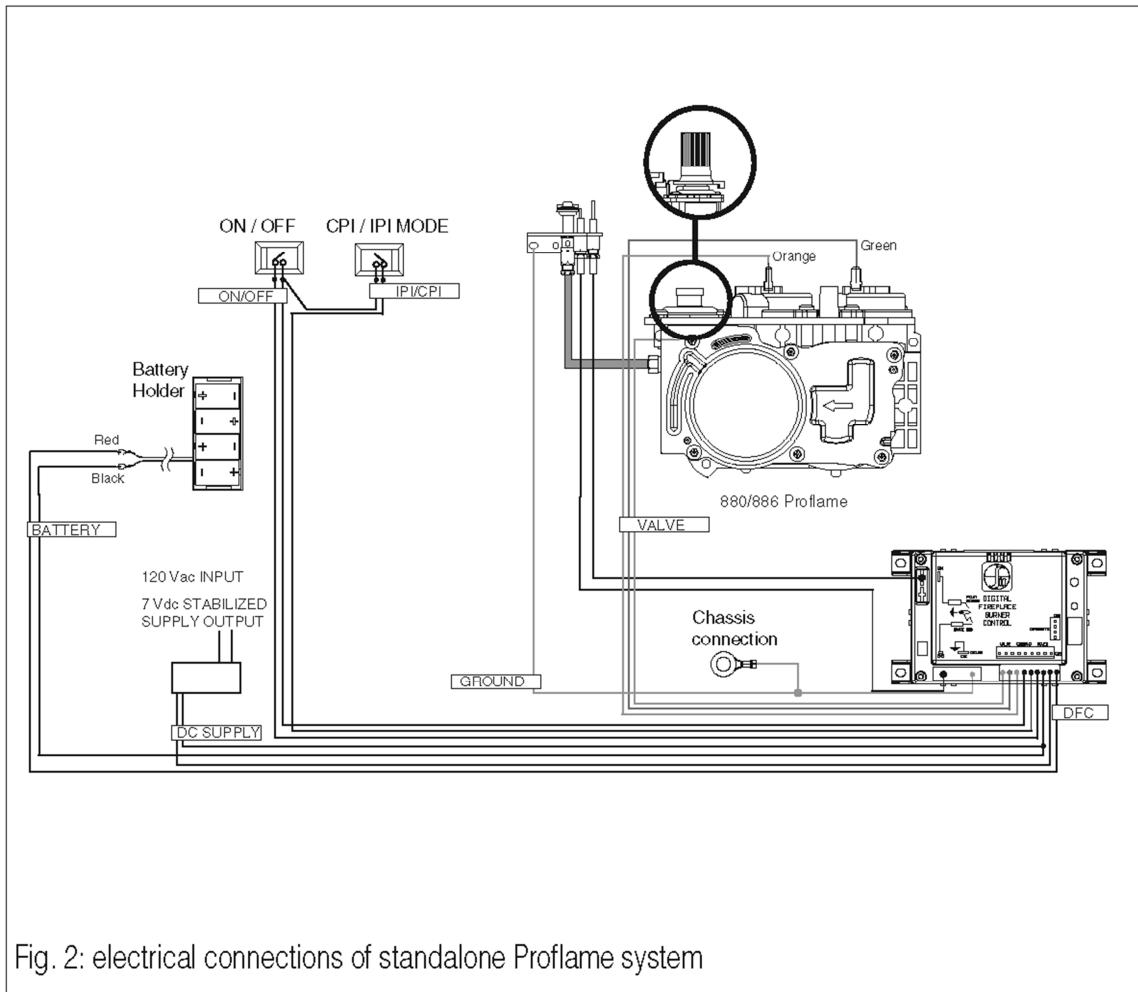 ON / OFF
CPI / IPI MODE
ON/OFF
IPI/CPI
Orange
Green
Battery
Holder
Red
Black
BATTERY
880/886 Proflame
VALVE
120 Vac INPUT
7 Vdc STABILIZED
SUPPLY OUTPUT
Chassis
connection
DIGITAL
FIREPLACE
BURNER
CONTROL
GROUND
DC SUPPLY
DFC
Fig. 2: electrical connections of standalone Proflame system